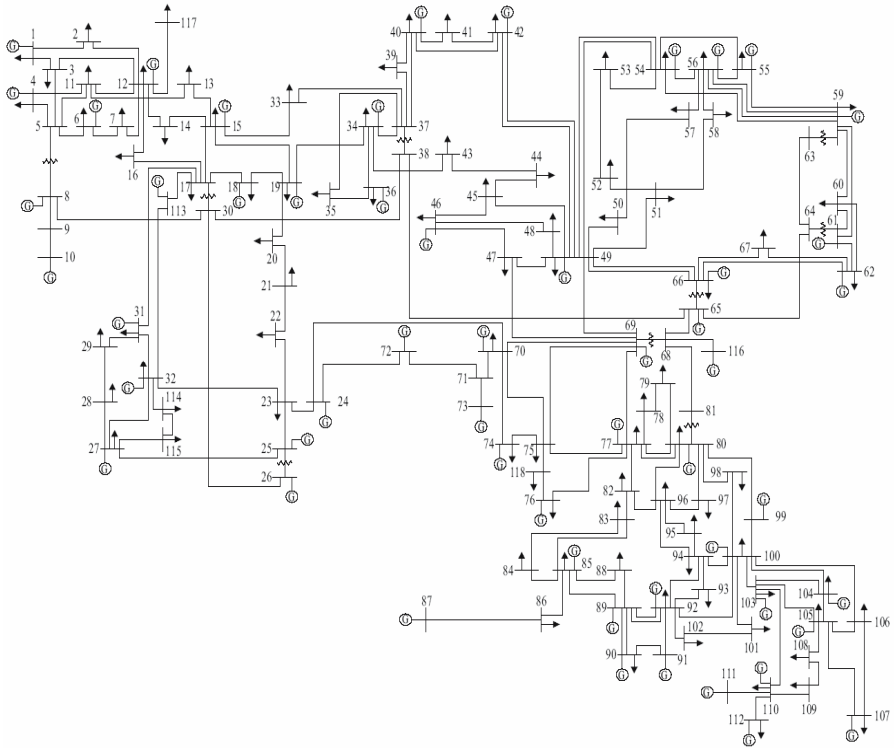 G 1 2 117 40 G 41 42 G
3 11 12 G 13 39 54 G 56 G 55 G
4 G 53 59 G
5 6 G 7 14 15 G 33 34 G 37 57 58
16 38 43 44 63
17 18 G 19 G 35 36 G 52 51
8 G 113 G 30 45 46 G 48 50 60 64 61 G
9 20 47 49 G 67
10 G 21 66 G 62 G
31 G 22 65 G
29 32 G 72 G 70 G 69 G 68 116 G
28 114 23 24 G 71 73 79 78 81
27 G 115 25 G 74 G 75 77 G 80 G
26 G 118 76 G 82 96 97 98 99 G
83 95
84 85 G 88 94 G 100
87 G 86 89 G 92 G 93 103 G 104 G
102 101 105 G 106
90 G 91 G 108
111 G 110 G 109
112 G 107 G